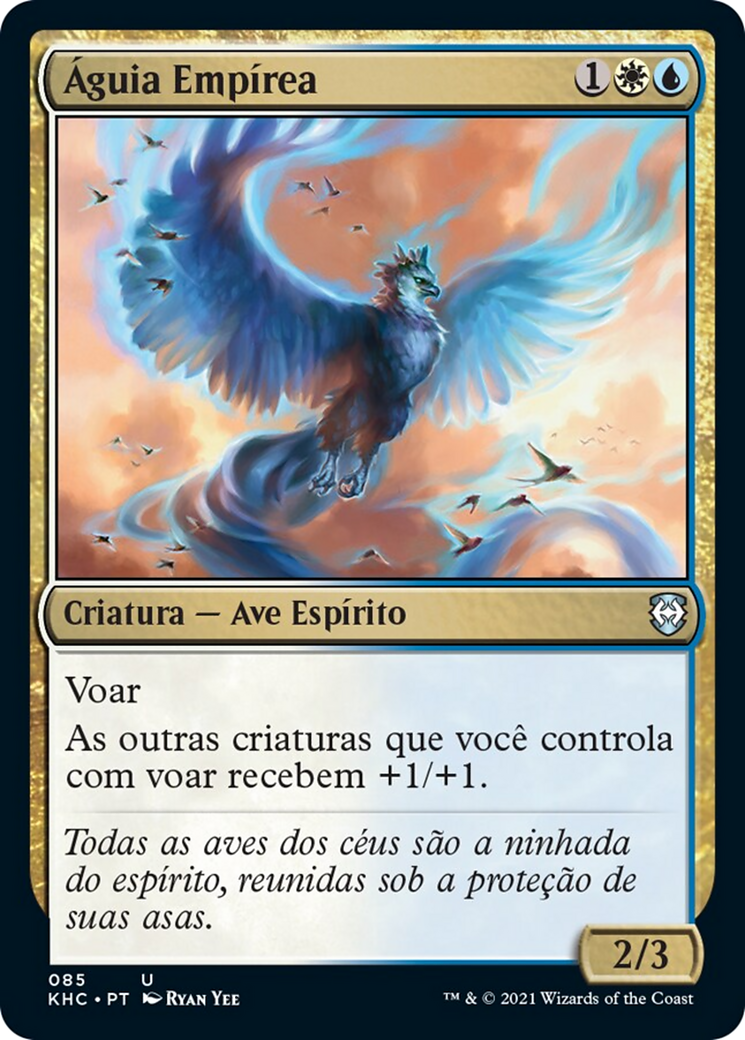 Águia Empírea
1
Criatura — Ave Espírito
Voar
As outras criaturas que você controla
com voar recebem +1/+1.
Todas as aves dos céus são a ninhada
do espírito, reunidas sob a proteção de
suas asas.
2/3
085 U
KHC • PT Ryan Yee
™ & © 2021 Wizards of the Coast